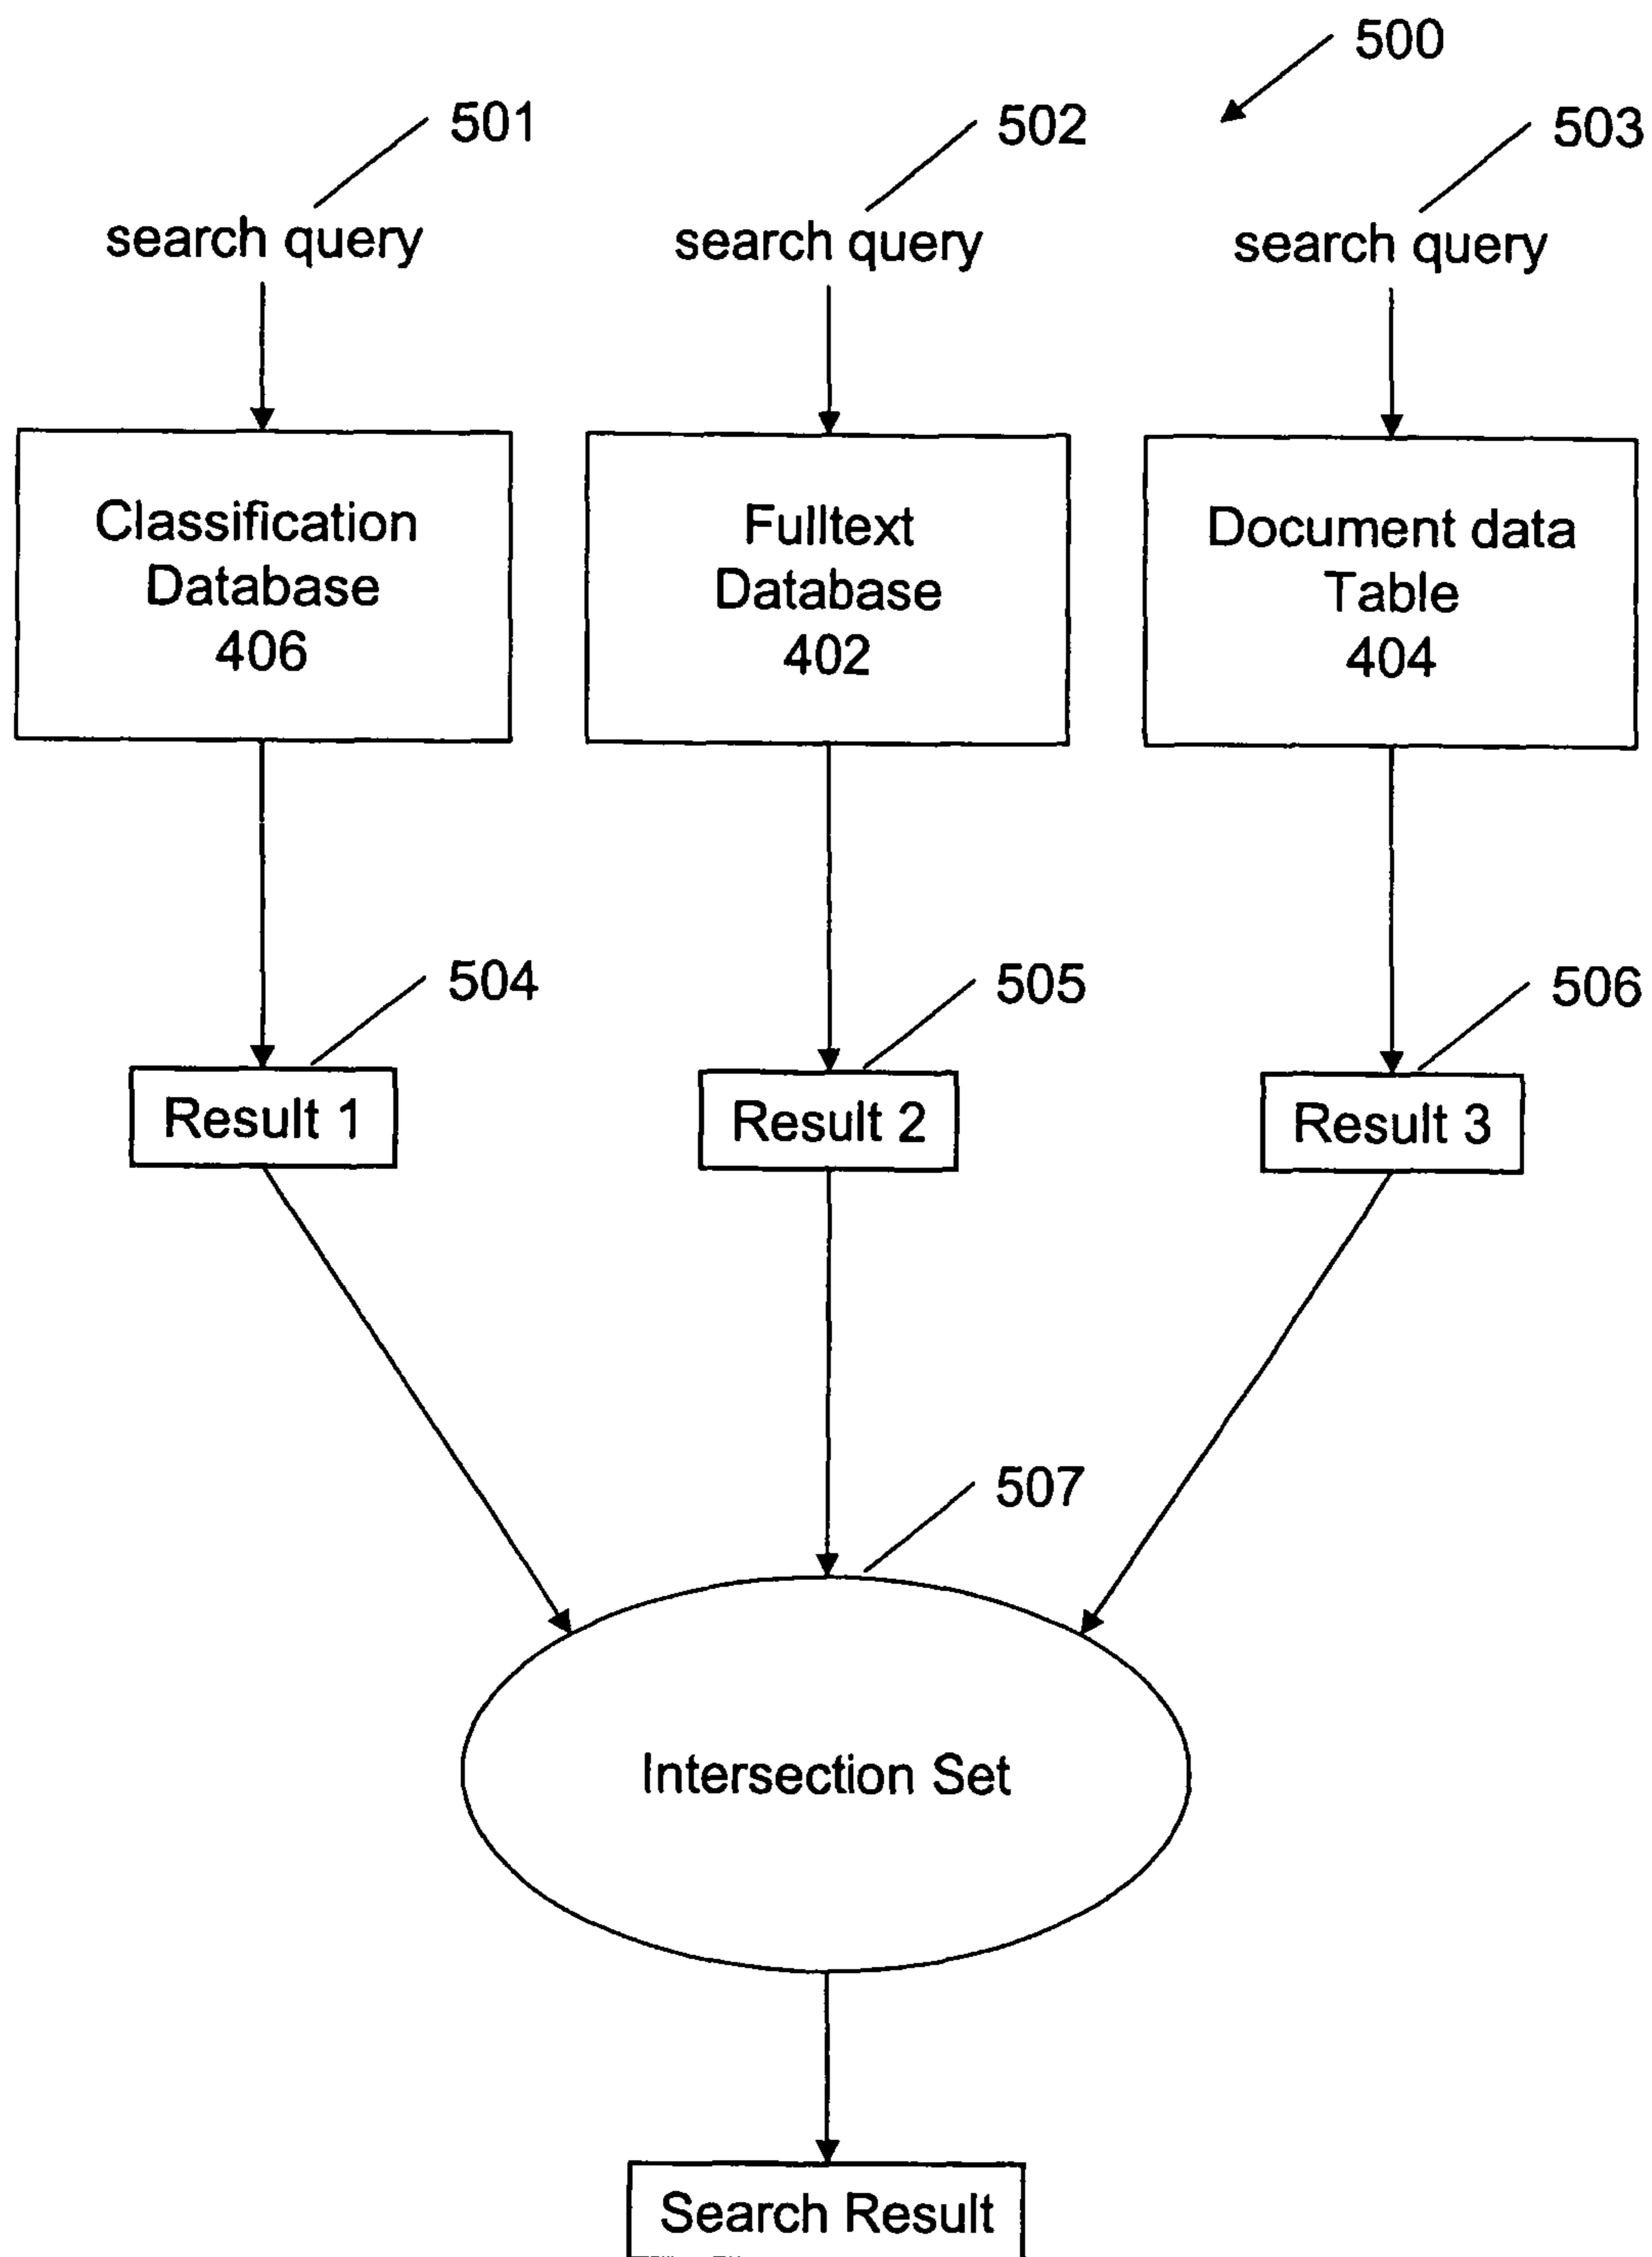 500
501
502
503
search query
search query
search query
Classification
Database
406
Fulltext
Database
402
Document data
Table
404
504
505
506
Result 1
Result 2
Result 3
507
Intersection Set
Search Result